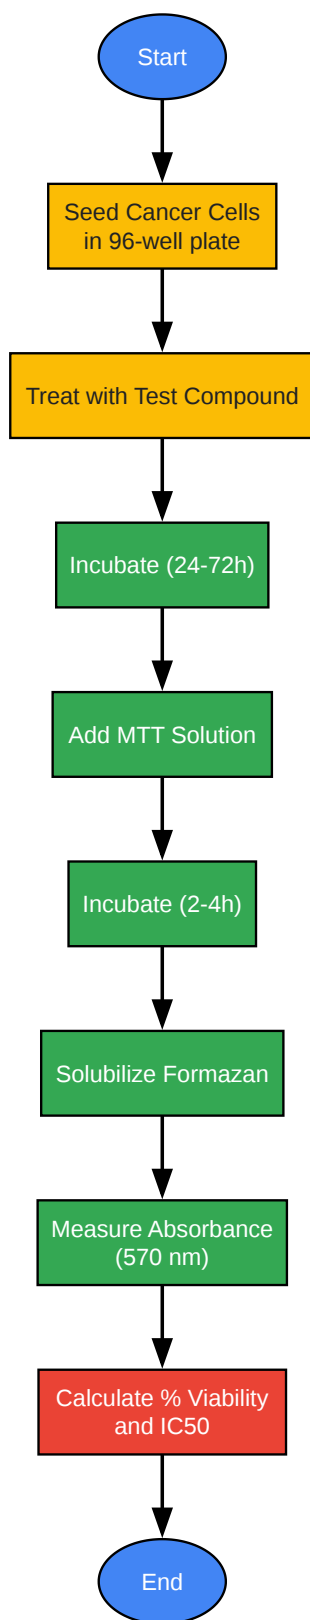 Start
Seed Cancer Cells
in 96-well plate
Treat with Test Compound
Incubate (24-72h)
Add MTT Solution
Incubate (2-4h)
Solubilize Formazan
Measure Absorbance
(570 nm)
Calculate % Viability
and IC50
End